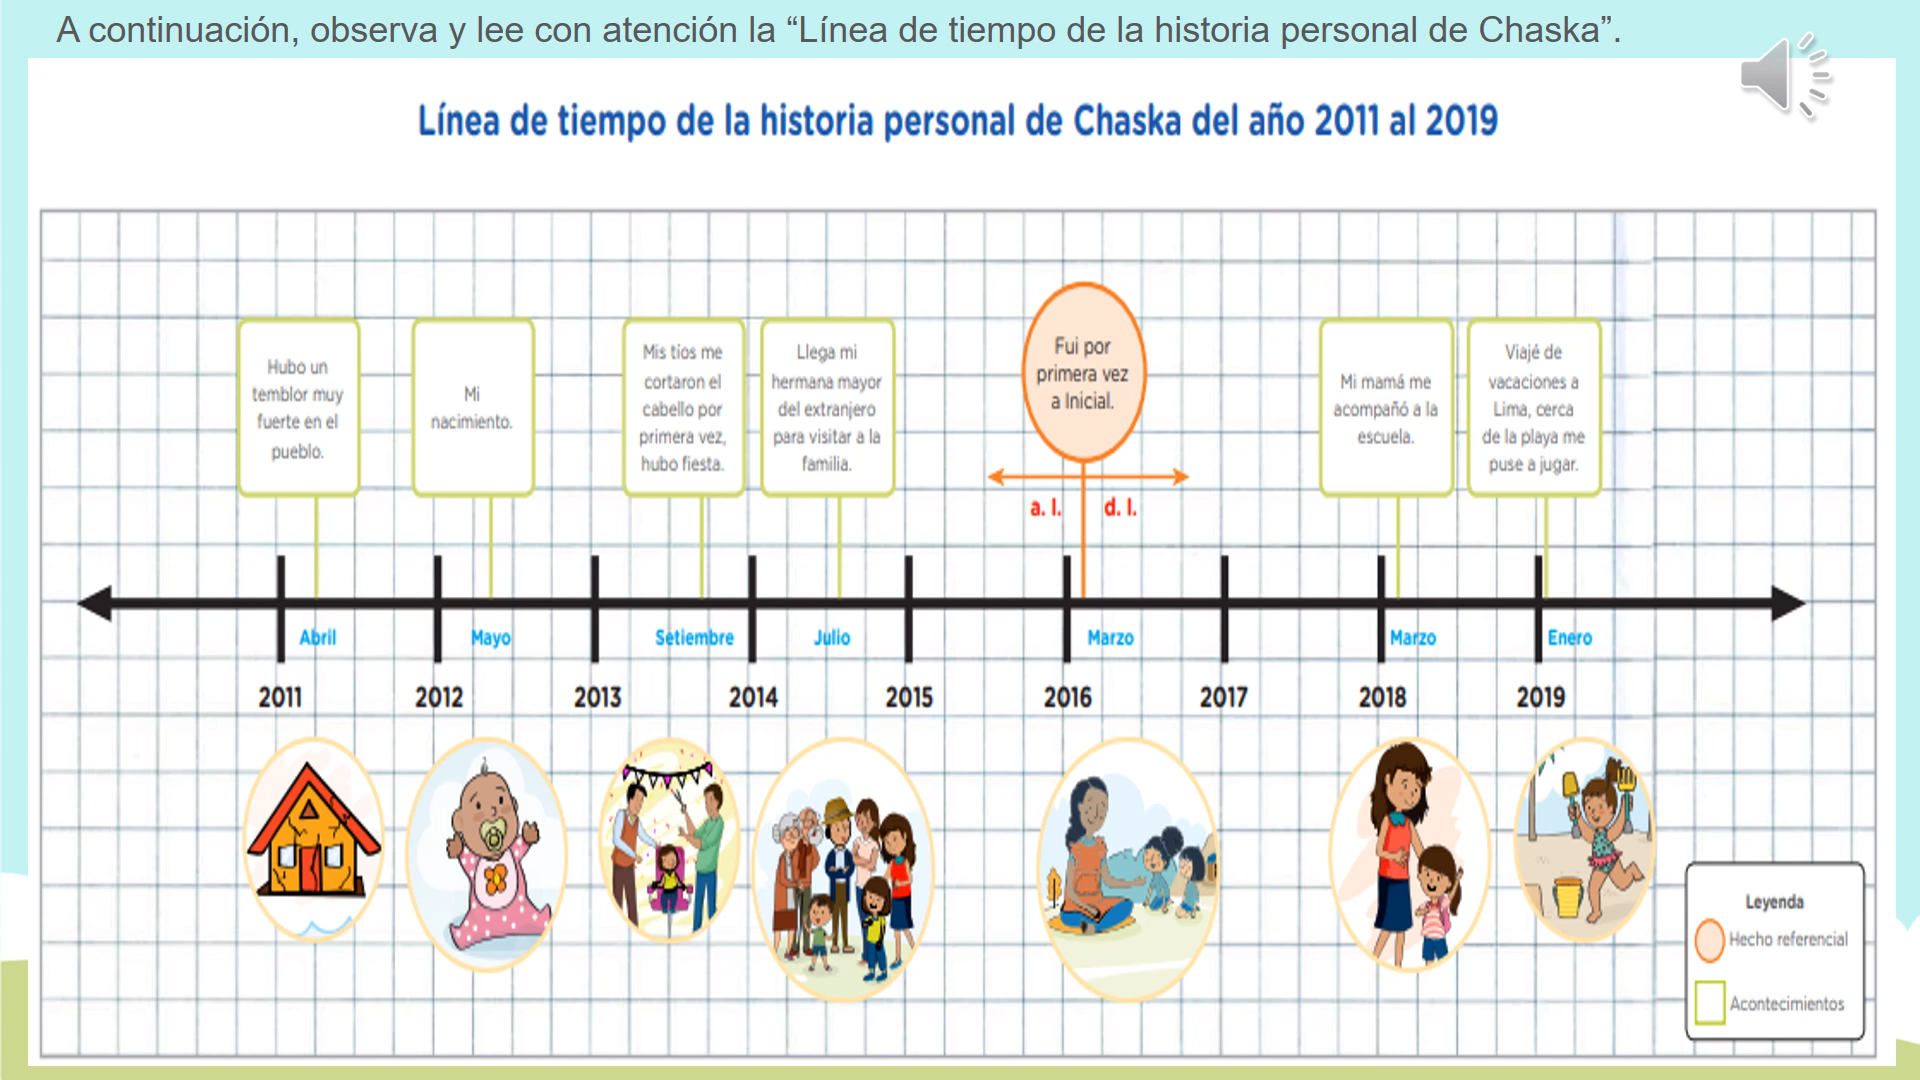 A continuación, observa y lee con atención la “Línea de tiempo de la historia personal de Chaska”.
Línea de tiempo de la historia personal de Chaska del año 2011 al 2019
Hubo un
temblor muy
fuerte en el
pueblo.
Mi
nacimiento.
Mis tios me
cortaron el
cabello por
primera vez,
hubo fiesta.
Llega mi
hermana mayor
del extranjero
para visitar a la
familia.
Fui por
primera vez
a Inicial.
a. I.
d. I.
Mi mamá me
acompañó a la
escuela.
Viajé de
vacaciones a
Lima, cerca
de la playa me
puse a jugar.
Abril
Mayo
Setiembre
Julio
Marzo
Marzo
Enero
2011
2012
2013
2014
2015
2016
2017
2018
2019
Leyenda
Hecho referencial
Acontecimientos